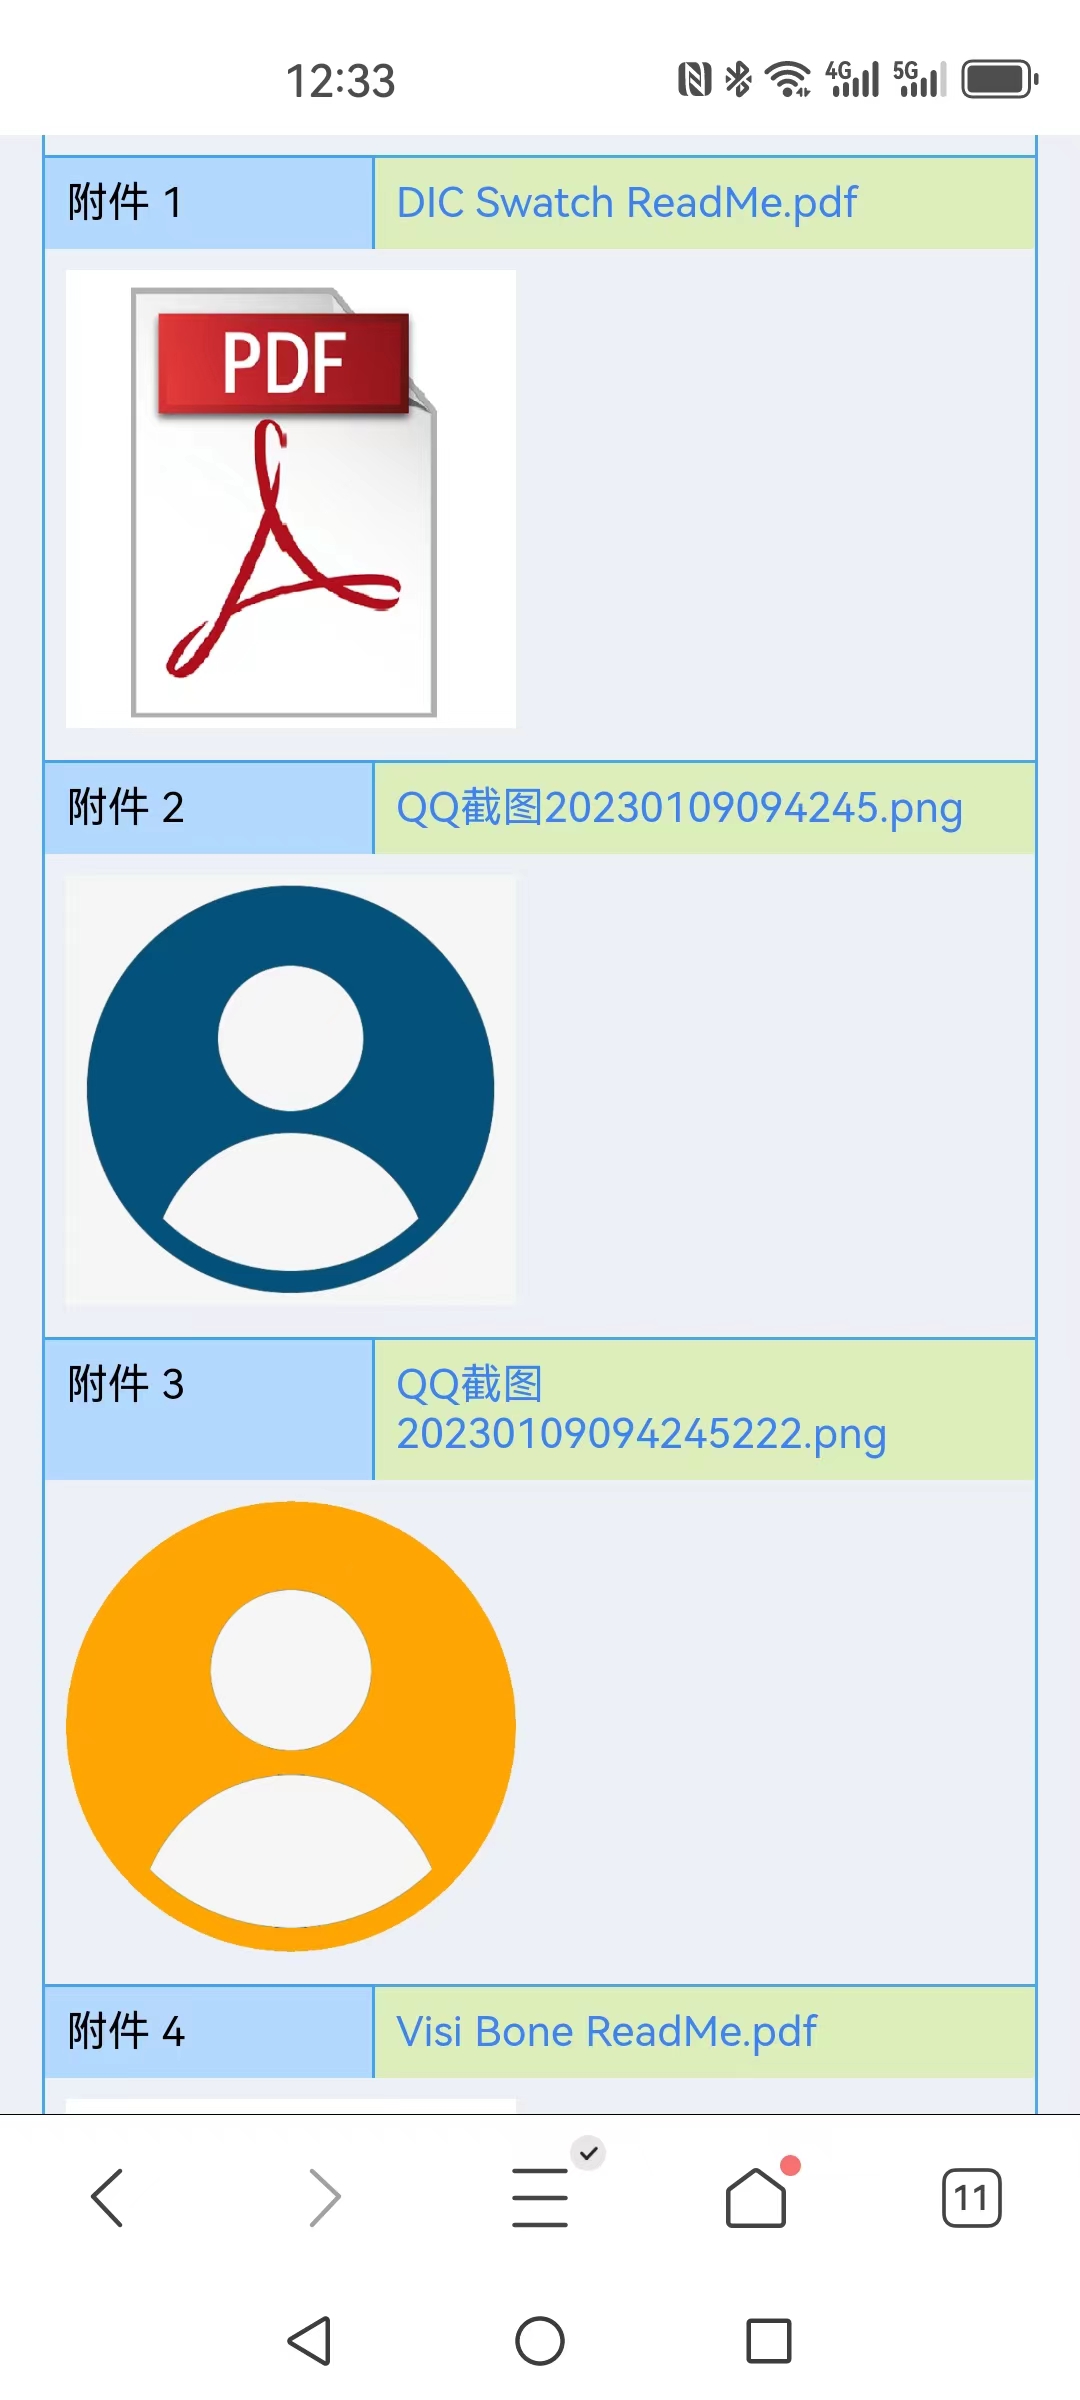 12:33
4G
5G
附件 1
DIC Swatch ReadMe.pdf
PDF
附件 2
QQ截图20230109094245.png
附件 3
QQ截图
20230109094245222.png
附件 4
Visi Bone ReadMe.pdf
11